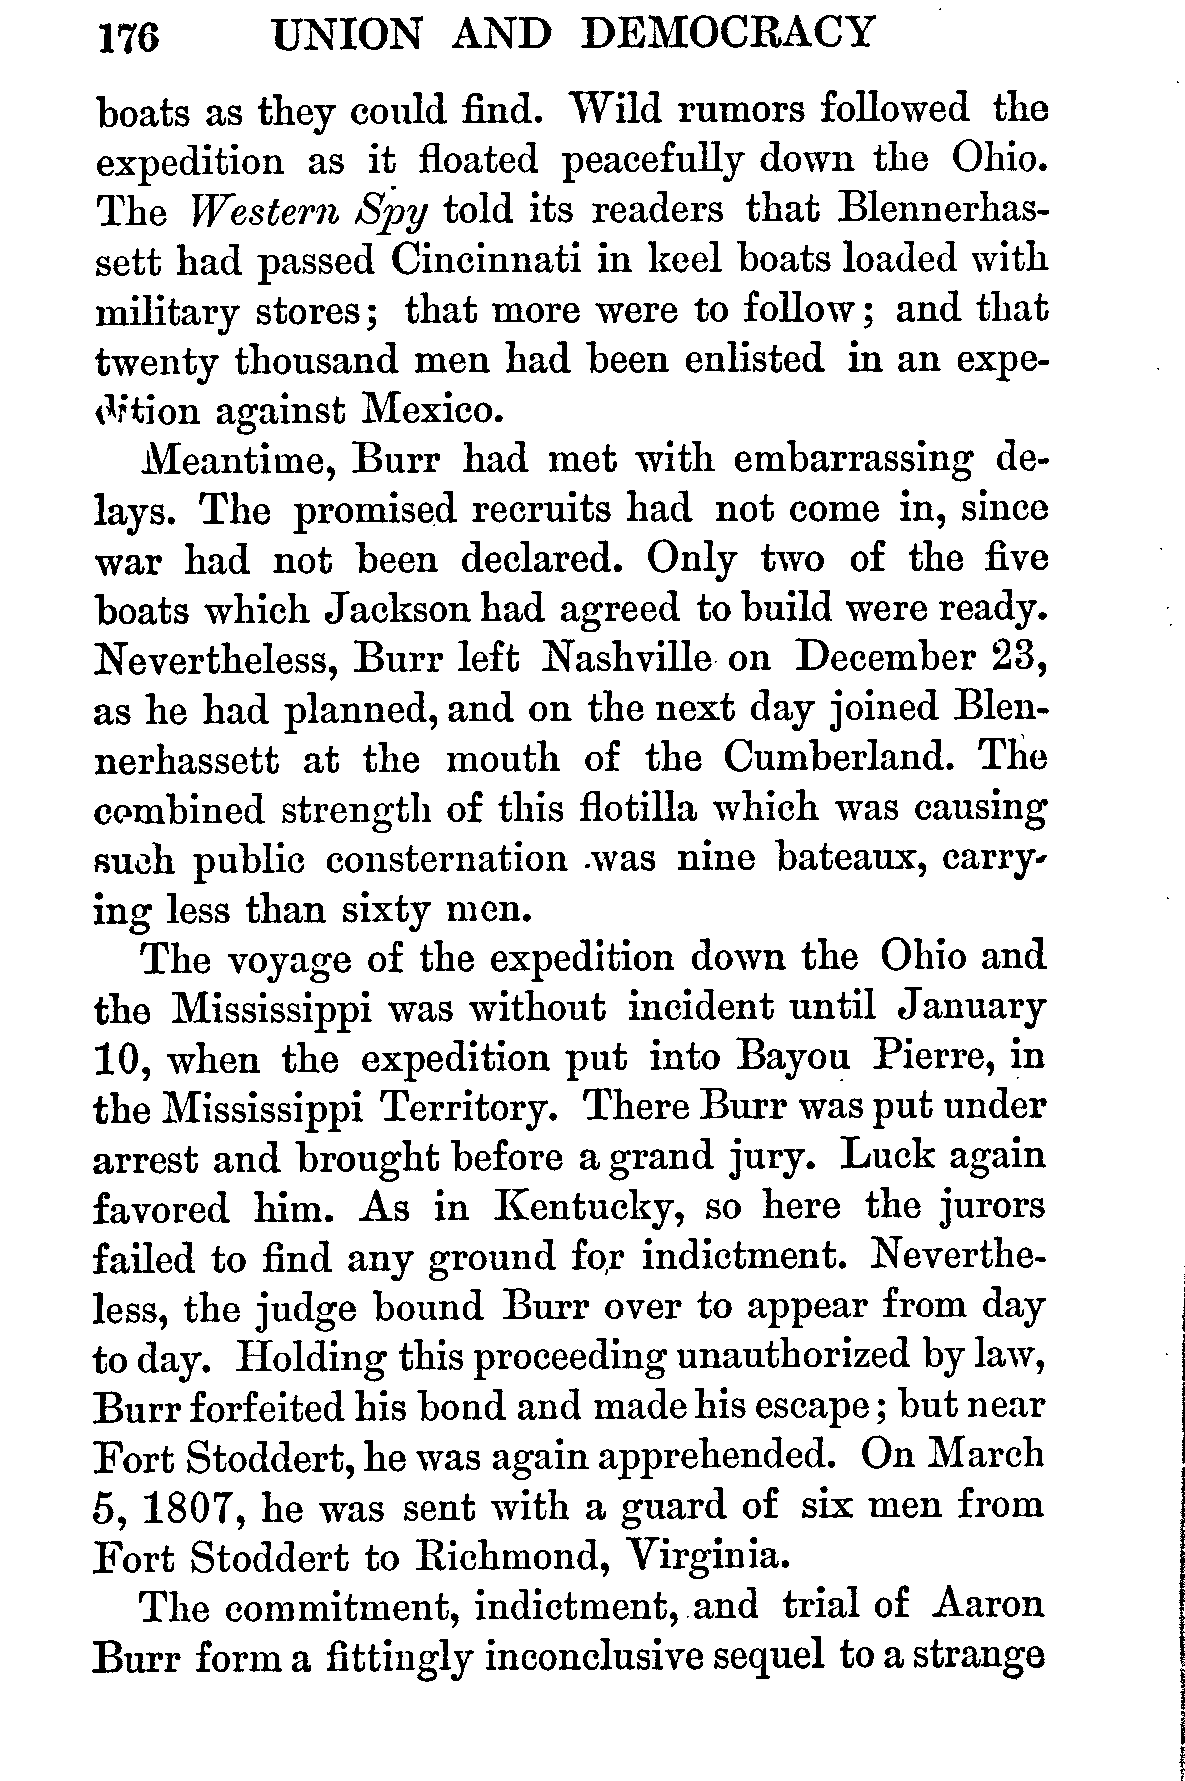 176 UNION AND DEMOCRACY
boats as they could find. Wild rumors followed the
expedition as it floated peacefully down the Ohio.
The Western Spy told its readers that Blennerhas-
sett had passed Cincinnati in keel boats loaded with
military stores; that more were to follow; and that
twenty thousand men had been enlisted in an expe-
dition against Mexico.
Meantime, Burr had met with embarrassing de-
lays. The promised recruits had not come in, since
war had not been declared. Only two of the five
boats which Jackson had agreed to build were ready.
Nevertheless, Burr left Nashville on December 23,
as he had planned, and on the next day joined Blen-
nerhassett at the mouth of the Cumberland. The
combined strength of this flotilla which was causing
such public consternation was nine bateaux, carry-
ing less than sixty men.
The voyage of the expedition down the Ohio and
the Mississippi was without incident until January
10, when the expedition put into Bayou Pierre, in
the Mississippi Territory. There Burr was put under
arrest and brought before a grand jury. Luck again
favored him. As in Kentucky, so here the jurors
failed to find any ground for indictment. Neverthe-
less, the judge bound Burr over to appear from day
to day. Holding this proceeding unauthorized by law,
Burr forfeited his bond and made his escape; but near
Fort Stoddert, he was again apprehended. On March
5, 1807, he was sent with a guard of six men from
Fort Stoddert to Richmond, Virginia.
The commitment, indictment, and trial of Aaron
Burr form a fittingly inconclusive sequel to a strange